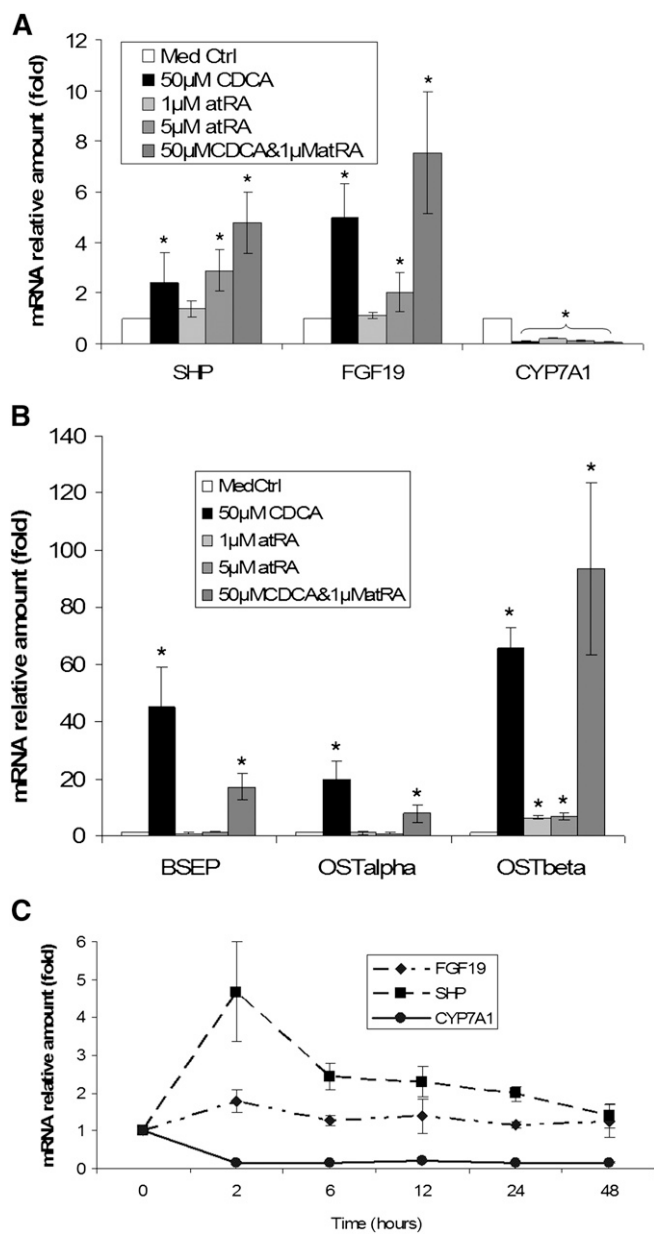 A
mRNA relative amount (fold)
12
10
8
6
4
2
0
Med Ctrl
50μM CDCA
1μM atRA
5μM atRA
50μMCDCA&1μMatRA
*
*
*
*
*
*
*
SHP
FGF19
CYP7A1
B
mRNA relative amount (fold)
140
120
100
80
60
40
20
0
MedCtrl
50μM CDCA
1μM atRA
5μM atRA
50μMCDCA&1μMatRA
*
*
*
*
*
*
*
*
BSEP
OSTalpha
OSTbeta
C
mRNA relative amount (fold)
6
5
4
3
2
1
0
FGF19
SHP
CYP7A1
0
2
6
12
24
48
Time (hours)